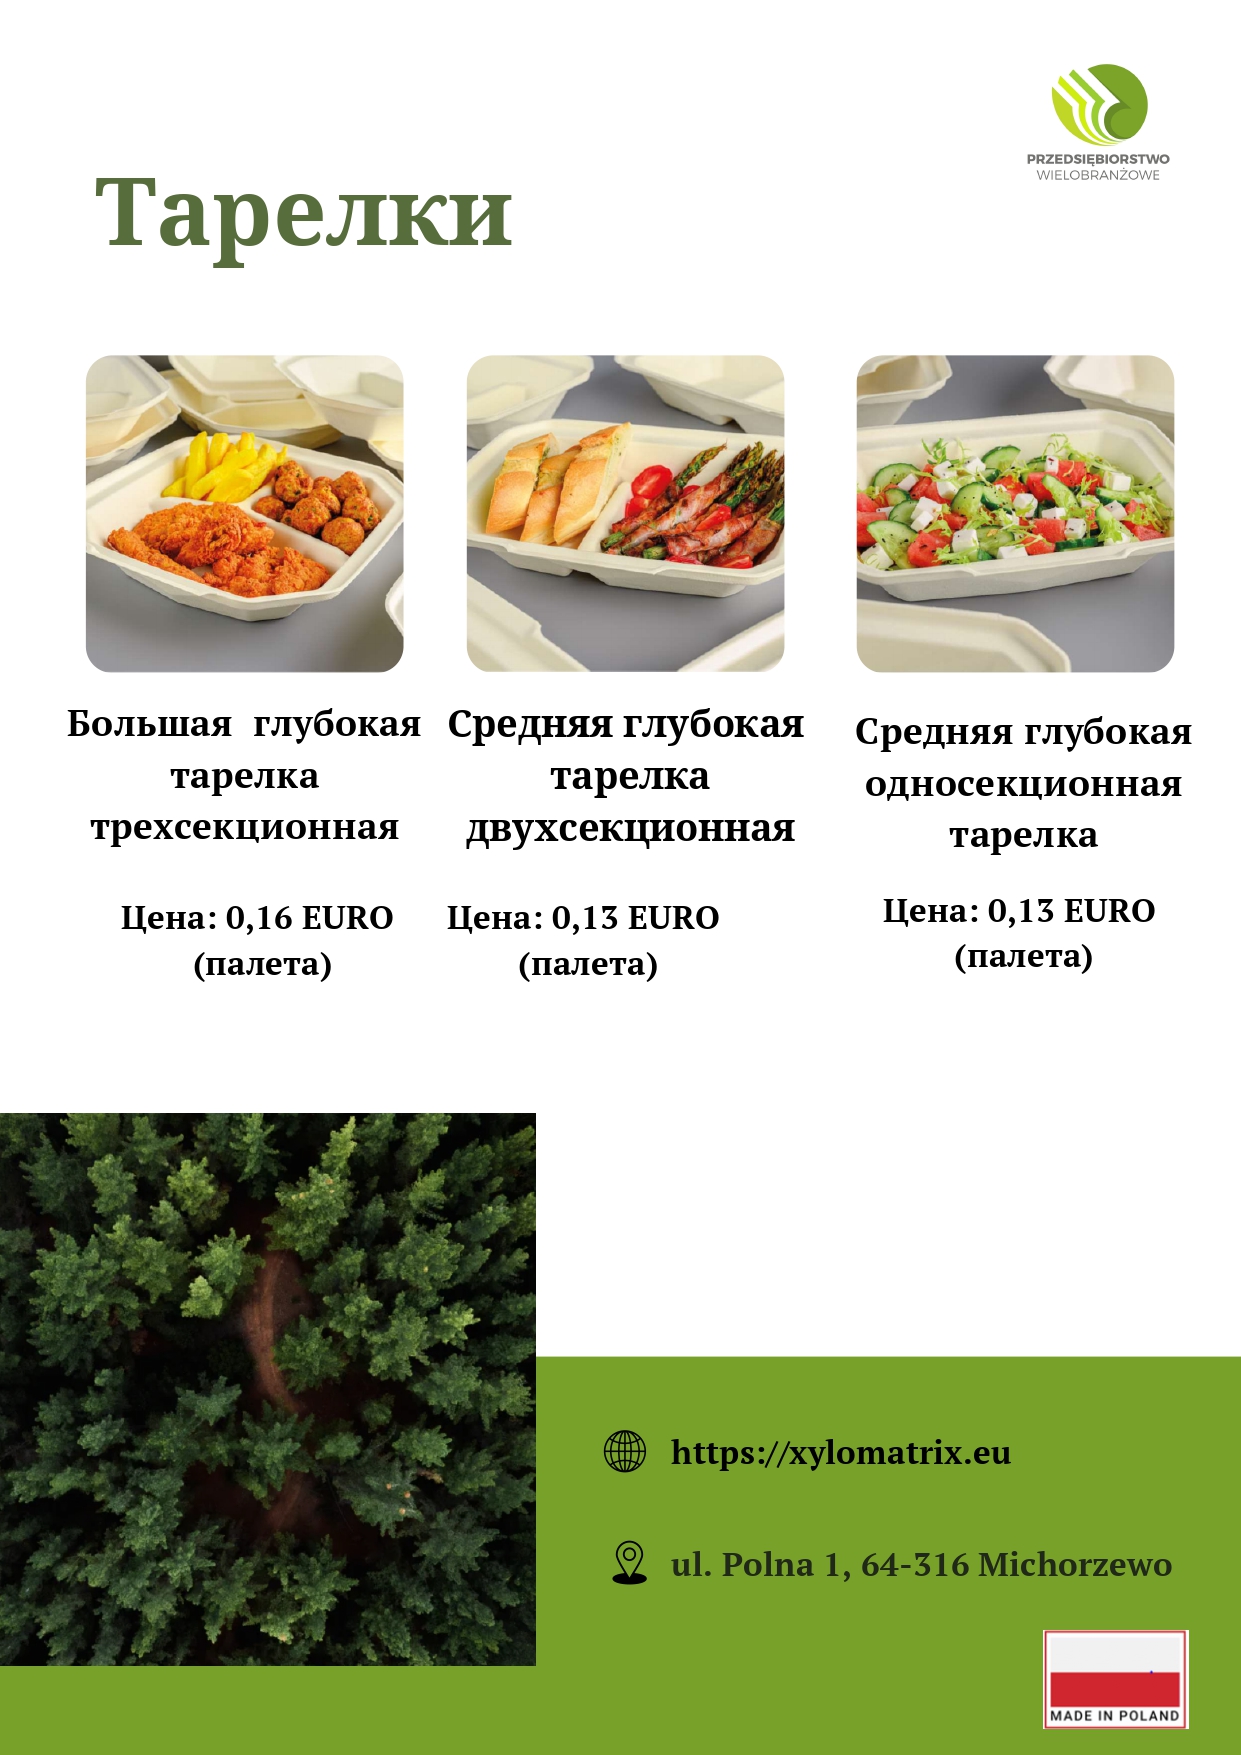 PRZEDSIĘBIORSTWO
WIELOBRANŻOWE
Тарелки
Большая  глубокая
тарелка
трехсекционная
Цена: 0,16 EURO
(палета)
Средняя глубокая
тарелка
двухсекционная
Цена: 0,13 EURO
(палета)
Средняя глубокая
односекционная
тарелка
Цена: 0,13 EURO
(палета)
https://xylomatrix.eu
ul. Polna 1, 64-316 Michorzewo
MADE IN POLAND